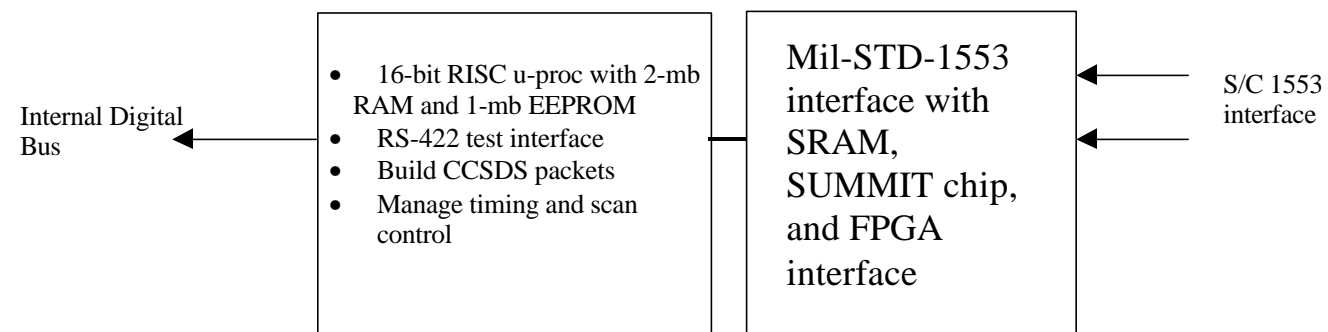 Internal Digital
Bus
• 16-bit RISC u-proc with 2-mb
RAM and 1-mb EEPROM
• RS-422 test interface
• Build CCSDS packets
• Manage timing and scan
control
Mil-STD-1553
interface with
SRAM,
SUMMIT chip,
and FPGA
interface
S/C 1553
interface